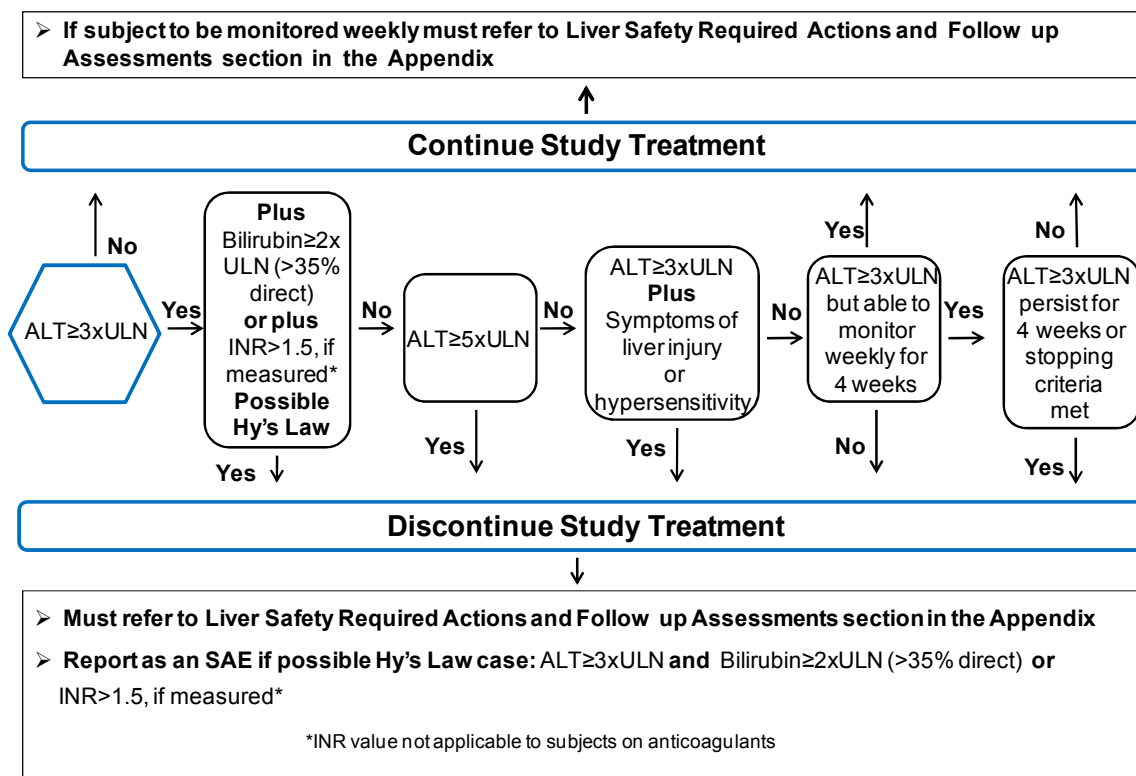 ➢ If subject to be monitored weekly must refer to Liver Safety Required Actions and Follow up
Assessments section in the Appendix
Continue Study Treatment
No
ALT≥3xULN
Yes
Plus
Bilirubin≥2x
ULN (>35%
direct)
or plus
INR>1.5, if
measured*
Possible
Hy's Law
Yes
No
ALT≥5xULN
Yes
No
ALT≥3xULN
Plus
Symptoms of
liver injury
or
hypersensitivity
Yes
No
Yes
ALT≥3xULN
but able to
monitor
weekly for
4 weeks
No
Yes
No
ALT≥3xULN
persist for
4 weeks or
stopping
criteria
met
Yes
Discontinue Study Treatment
➢ Must refer to Liver Safety Required Actions and Follow up Assessments section in the Appendix
➢ Report as an SAE if possible Hy's Law case: ALT≥3xULN and Bilirubin≥2xULN (>35% direct) or
INR>1.5, if measured*
*INR value not applicable to subjects on anticoagulants